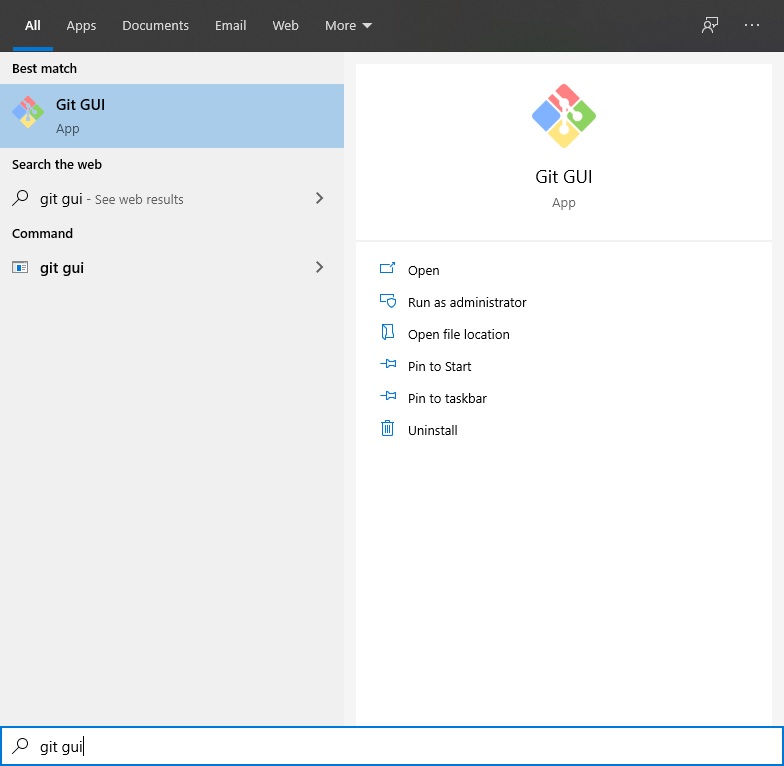 All Apps Documents Email Web More
Best match
Git GUI
App
Search the web
git gui - See web results
Command
git gui
Git GUI
App
Open
Run as administrator
Open file location
Pin to Start
Pin to taskbar
Uninstall
git gui